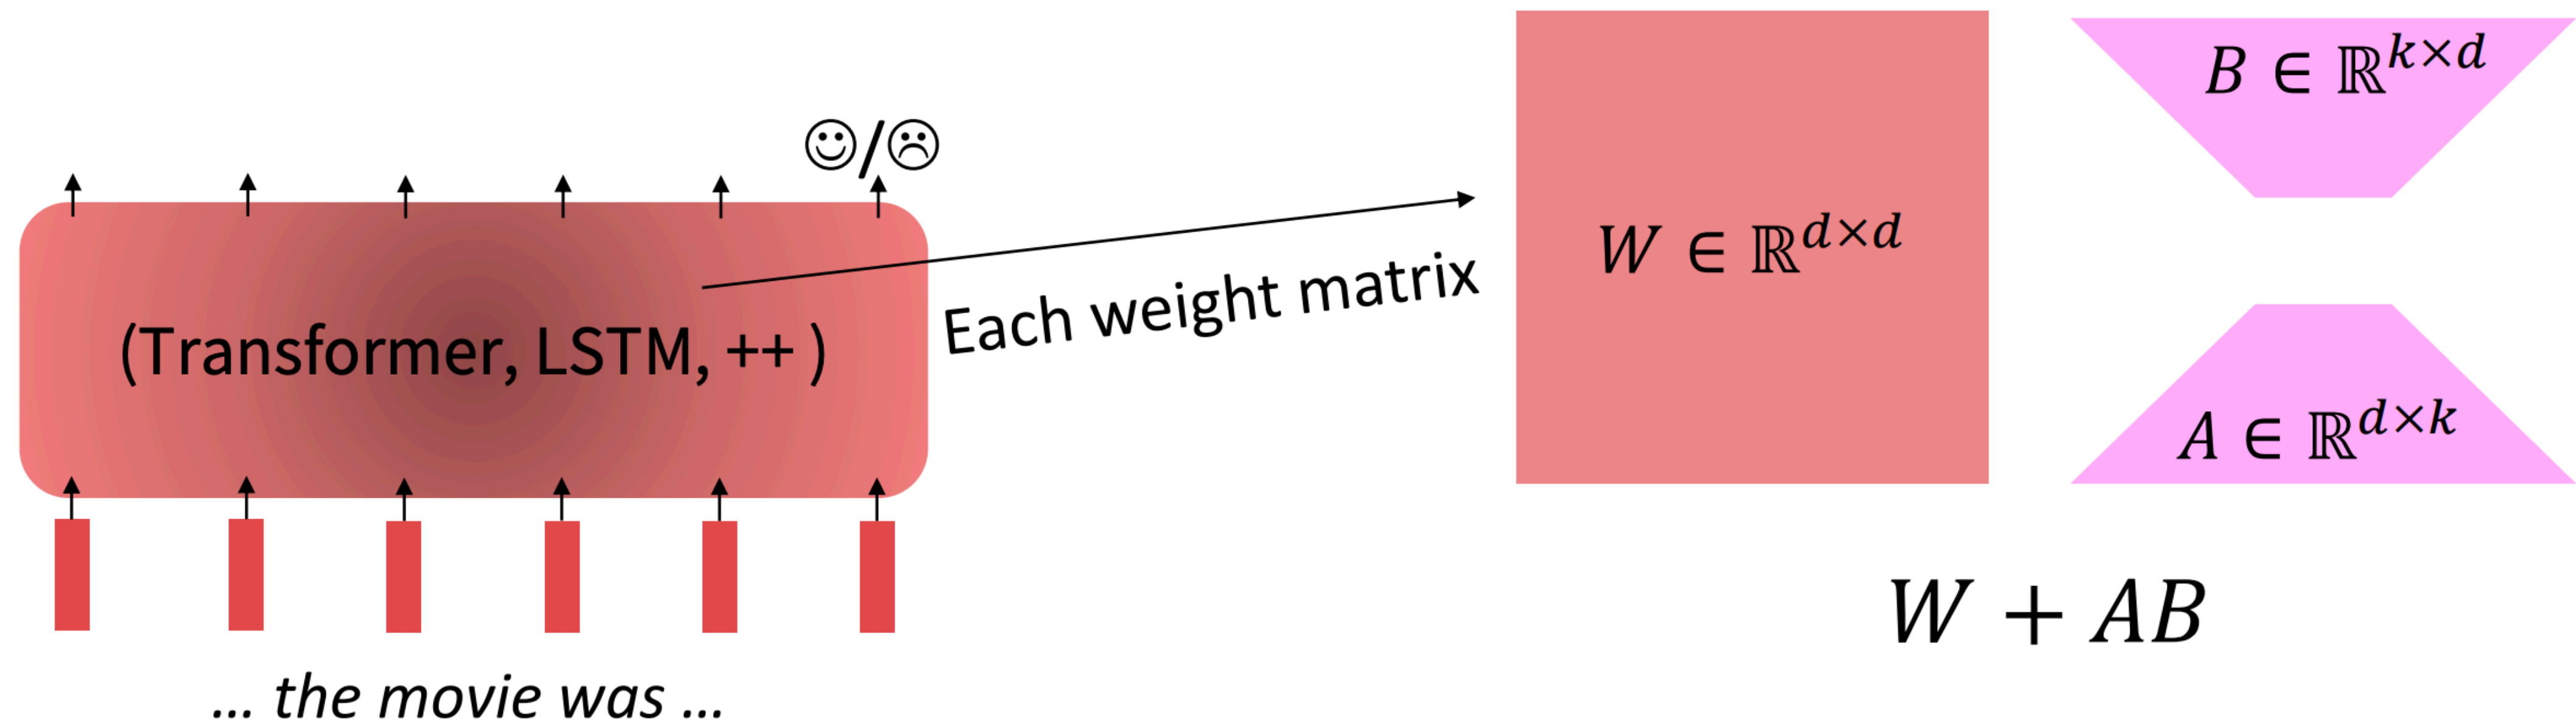 ☺/☹
(Transformer, LSTM, ++ )
... the movie was ...
Each weight matrix
W ∈ ℝ^{d×d}
B ∈ ℝ^{k×d}
A ∈ ℝ^{d×k}
W + AB